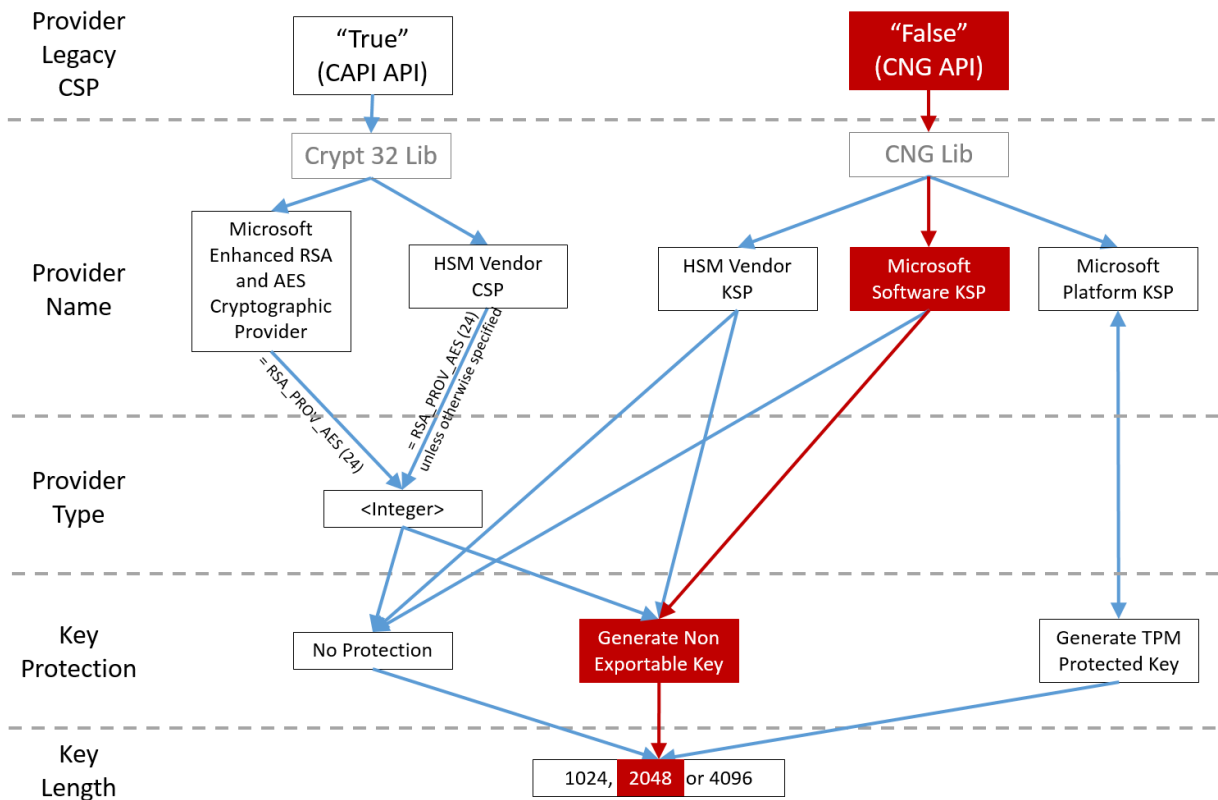 Provider
Legacy
CSP
“True”
(CAPI API)
“False”
(CNG API)
Crypt 32 Lib
CNG Lib
Provider
Name
Microsoft
Enhanced RSA
and AES
Cryptographic
Provider
HSM Vendor
CSP
HSM Vendor
KSP
Microsoft
Software KSP
Microsoft
Platform KSP
= RSA_PROV_AES (24)
= RSA_PROV_AES (24)
unless otherwise specified
Provider
Type
<Integer>
Key
Protection
No Protection
Generate Non
Exportable Key
Generate TPM
Protected Key
Key
Length
1024, 2048 or 4096